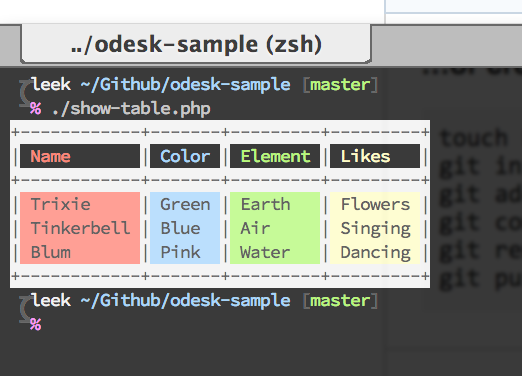 ../odesk-sample (zsh)
leek ~/Github/odesk-sample [master]
% ./show-table.php
+------------+-------+---------+----------+
| Name | Color | Element | Likes |
+------------+-------+---------+----------+
| Trixie | Green | Earth | Flowers |
| Tinkerbell | Blue | Air | Singing |
| Blum | Pink | Water | Dancing |
+------------+-------+---------+----------+
leek ~/Github/odesk-sample [master]
%
touch
git in
git ad
git co
git re
git pu